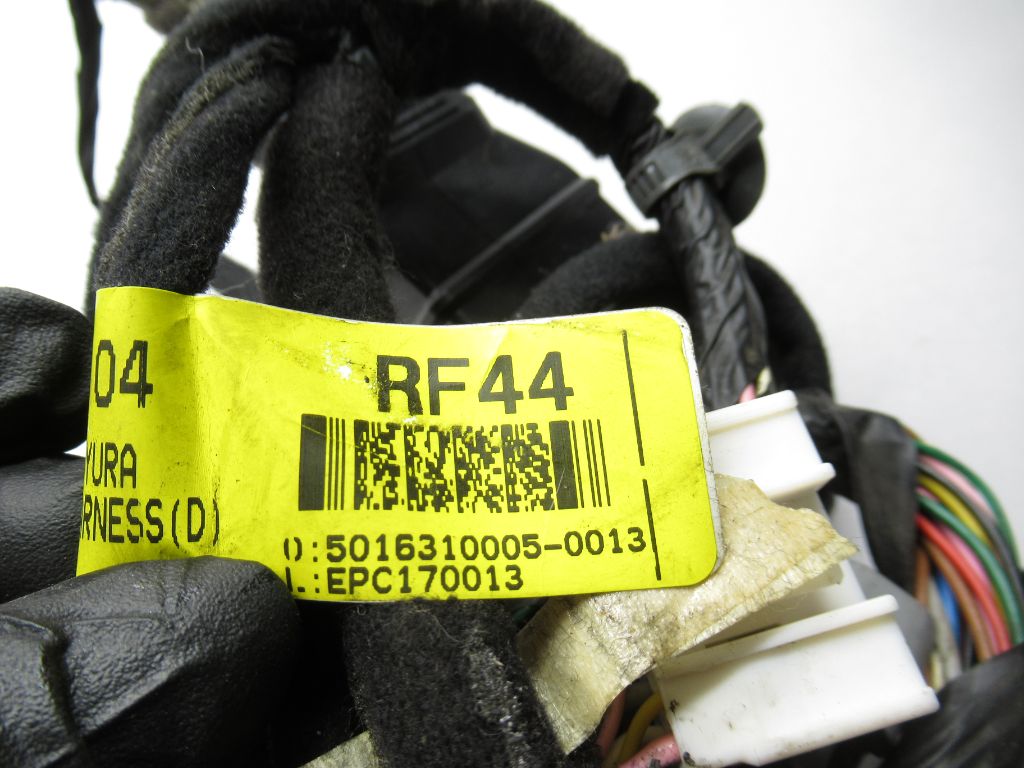 04 RF44
YURA
RNESS(D)
):5016310005-0013
L.:EPC170013